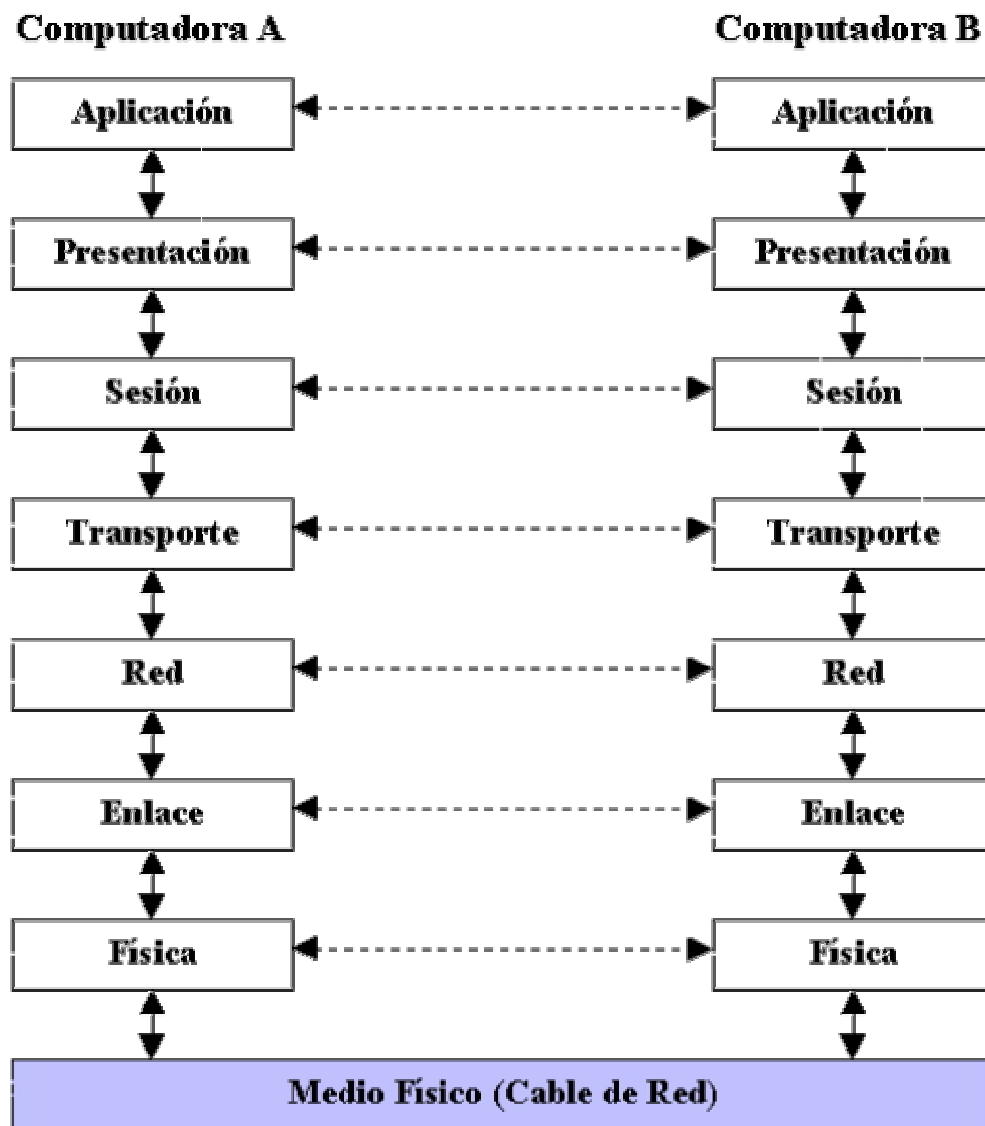 Computadora A
Computadora B
Aplicación
Aplicación
Presentación
Presentación
Sesión
Sesión
Transporte
Transporte
Red
Red
Enlace
Enlace
Física
Física
Medio Físico (Cable de Red)